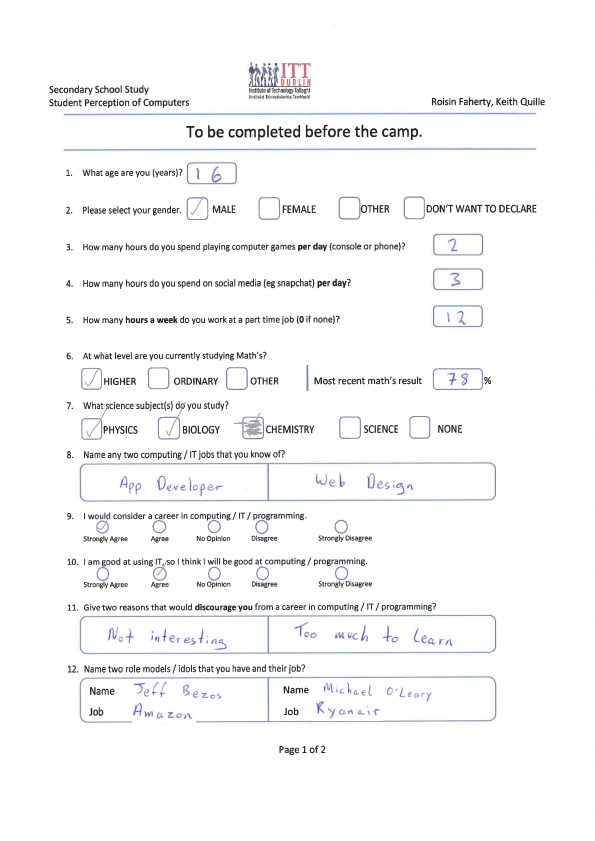 ITT
DUBLIN
Institute of Technology Tallaght
Secondary School Study
Student Perception of Computers
Roisin Faherty, Keith Quille
To be completed before the camp.
1. What age are you (years)? 16
2. Please select your gender. MALE FEMALE OTHER DON'T WANT TO DECLARE
3. How many hours do you spend playing computer games per day (console or phone)? 2
4. How many hours do you spend on social media (eg snapchat) per day? 3
5. How many hours a week do you work at a part time job (0 if none)? 12
6. At what level are you currently studying Math's?
HIGHER ORDINARY OTHER Most recent math's result 78 %
7. What science subject(s) do you study?
PHYSICS BIOLOGY CHEMISTRY SCIENCE NONE
8. Name any two computing / IT jobs that you know of?
App Developer Web Design
9. I would consider a career in computing / IT / programming.
Strongly Agree Agree No Opinion Disagree Strongly Disagree
10. I am good at using IT, so I think I will be good at computing / programming.
Strongly Agree Agree No Opinion Disagree Strongly Disagree
11. Give two reasons that would discourage you from a career in computing / IT / programming?
Not interesting Too much to learn
12. Name two role models / idols that you have and their job?
Name Jeff Bezos Name Michael O'Leary
Job Amazon Job Ryanair
Page 1 of 2